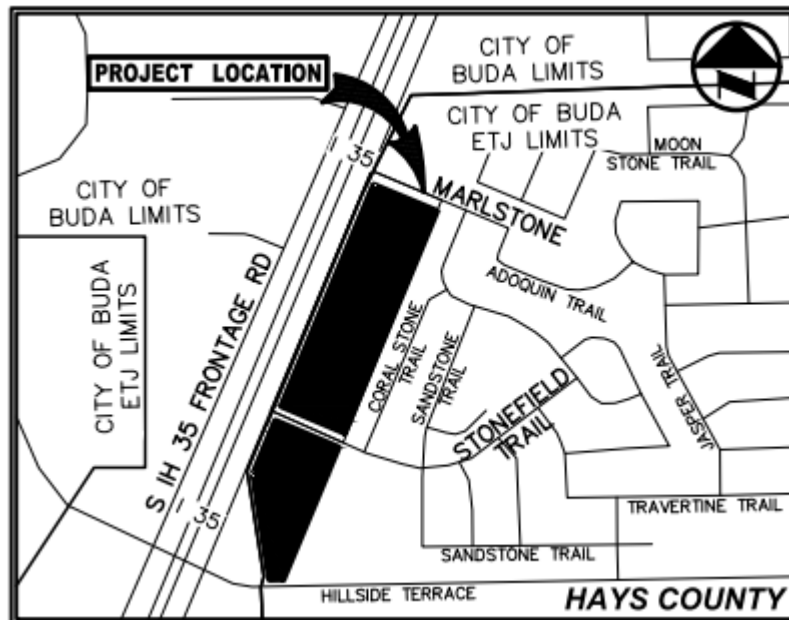 CITY OF
BUDA LIMITS
PROJECT LOCATION
CITY OF BUDA
ETJ LIMITS
I 35
MOON
STONE TRAIL
MARLSTONE
CITY OF
BUDA LIMITS
ADOQUIN TRAIL
CITY OF BUDA
ETJ LIMITS
S IH 35 FRONTAGE RD
CORAL STONE
TRAIL
SANDSTONE
TRAIL
STONEFIELD
TRAIL
JASPER TRAIL
I 35
TRAVERTINE TRAIL
SANDSTONE TRAIL
HILLSIDE TERRACE
HAYS COUNTY